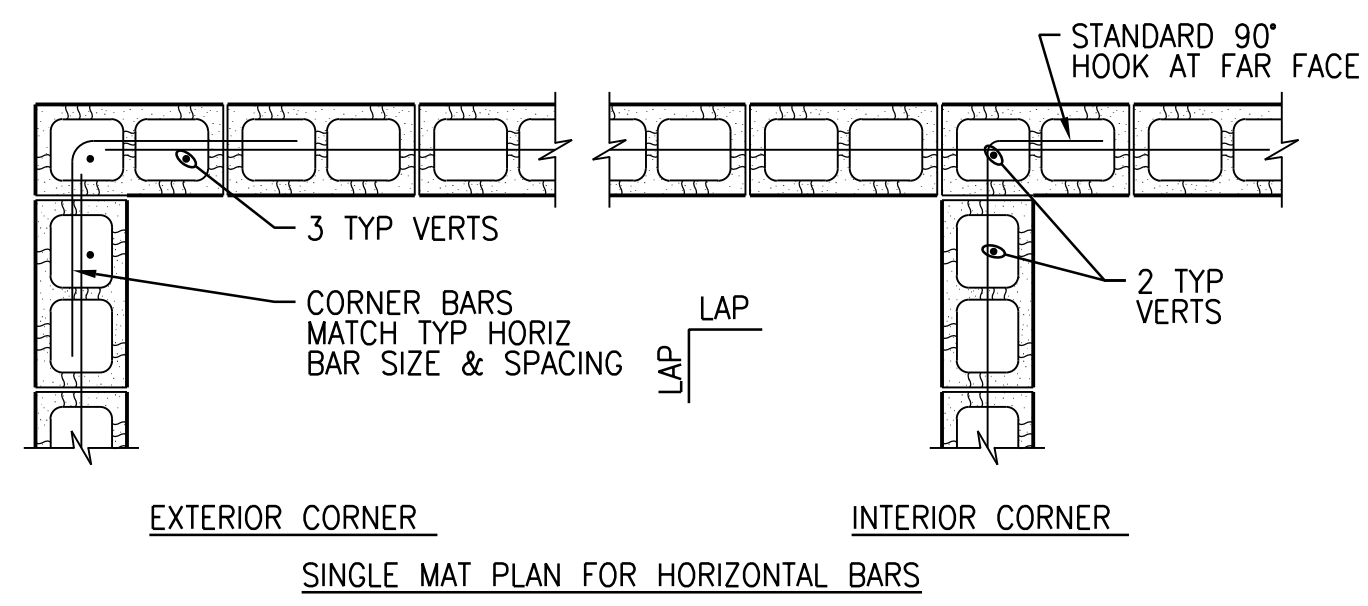 STANDARD 90°
HOOK AT FAR FACE
3 TYP VERTS
CORNER BARS
MATCH TYP HORIZ
BAR SIZE & SPACING
LAP
LAP
2 TYP
VERTS
EXTERIOR CORNER
INTERIOR CORNER
SINGLE MAT PLAN FOR HORIZONTAL BARS